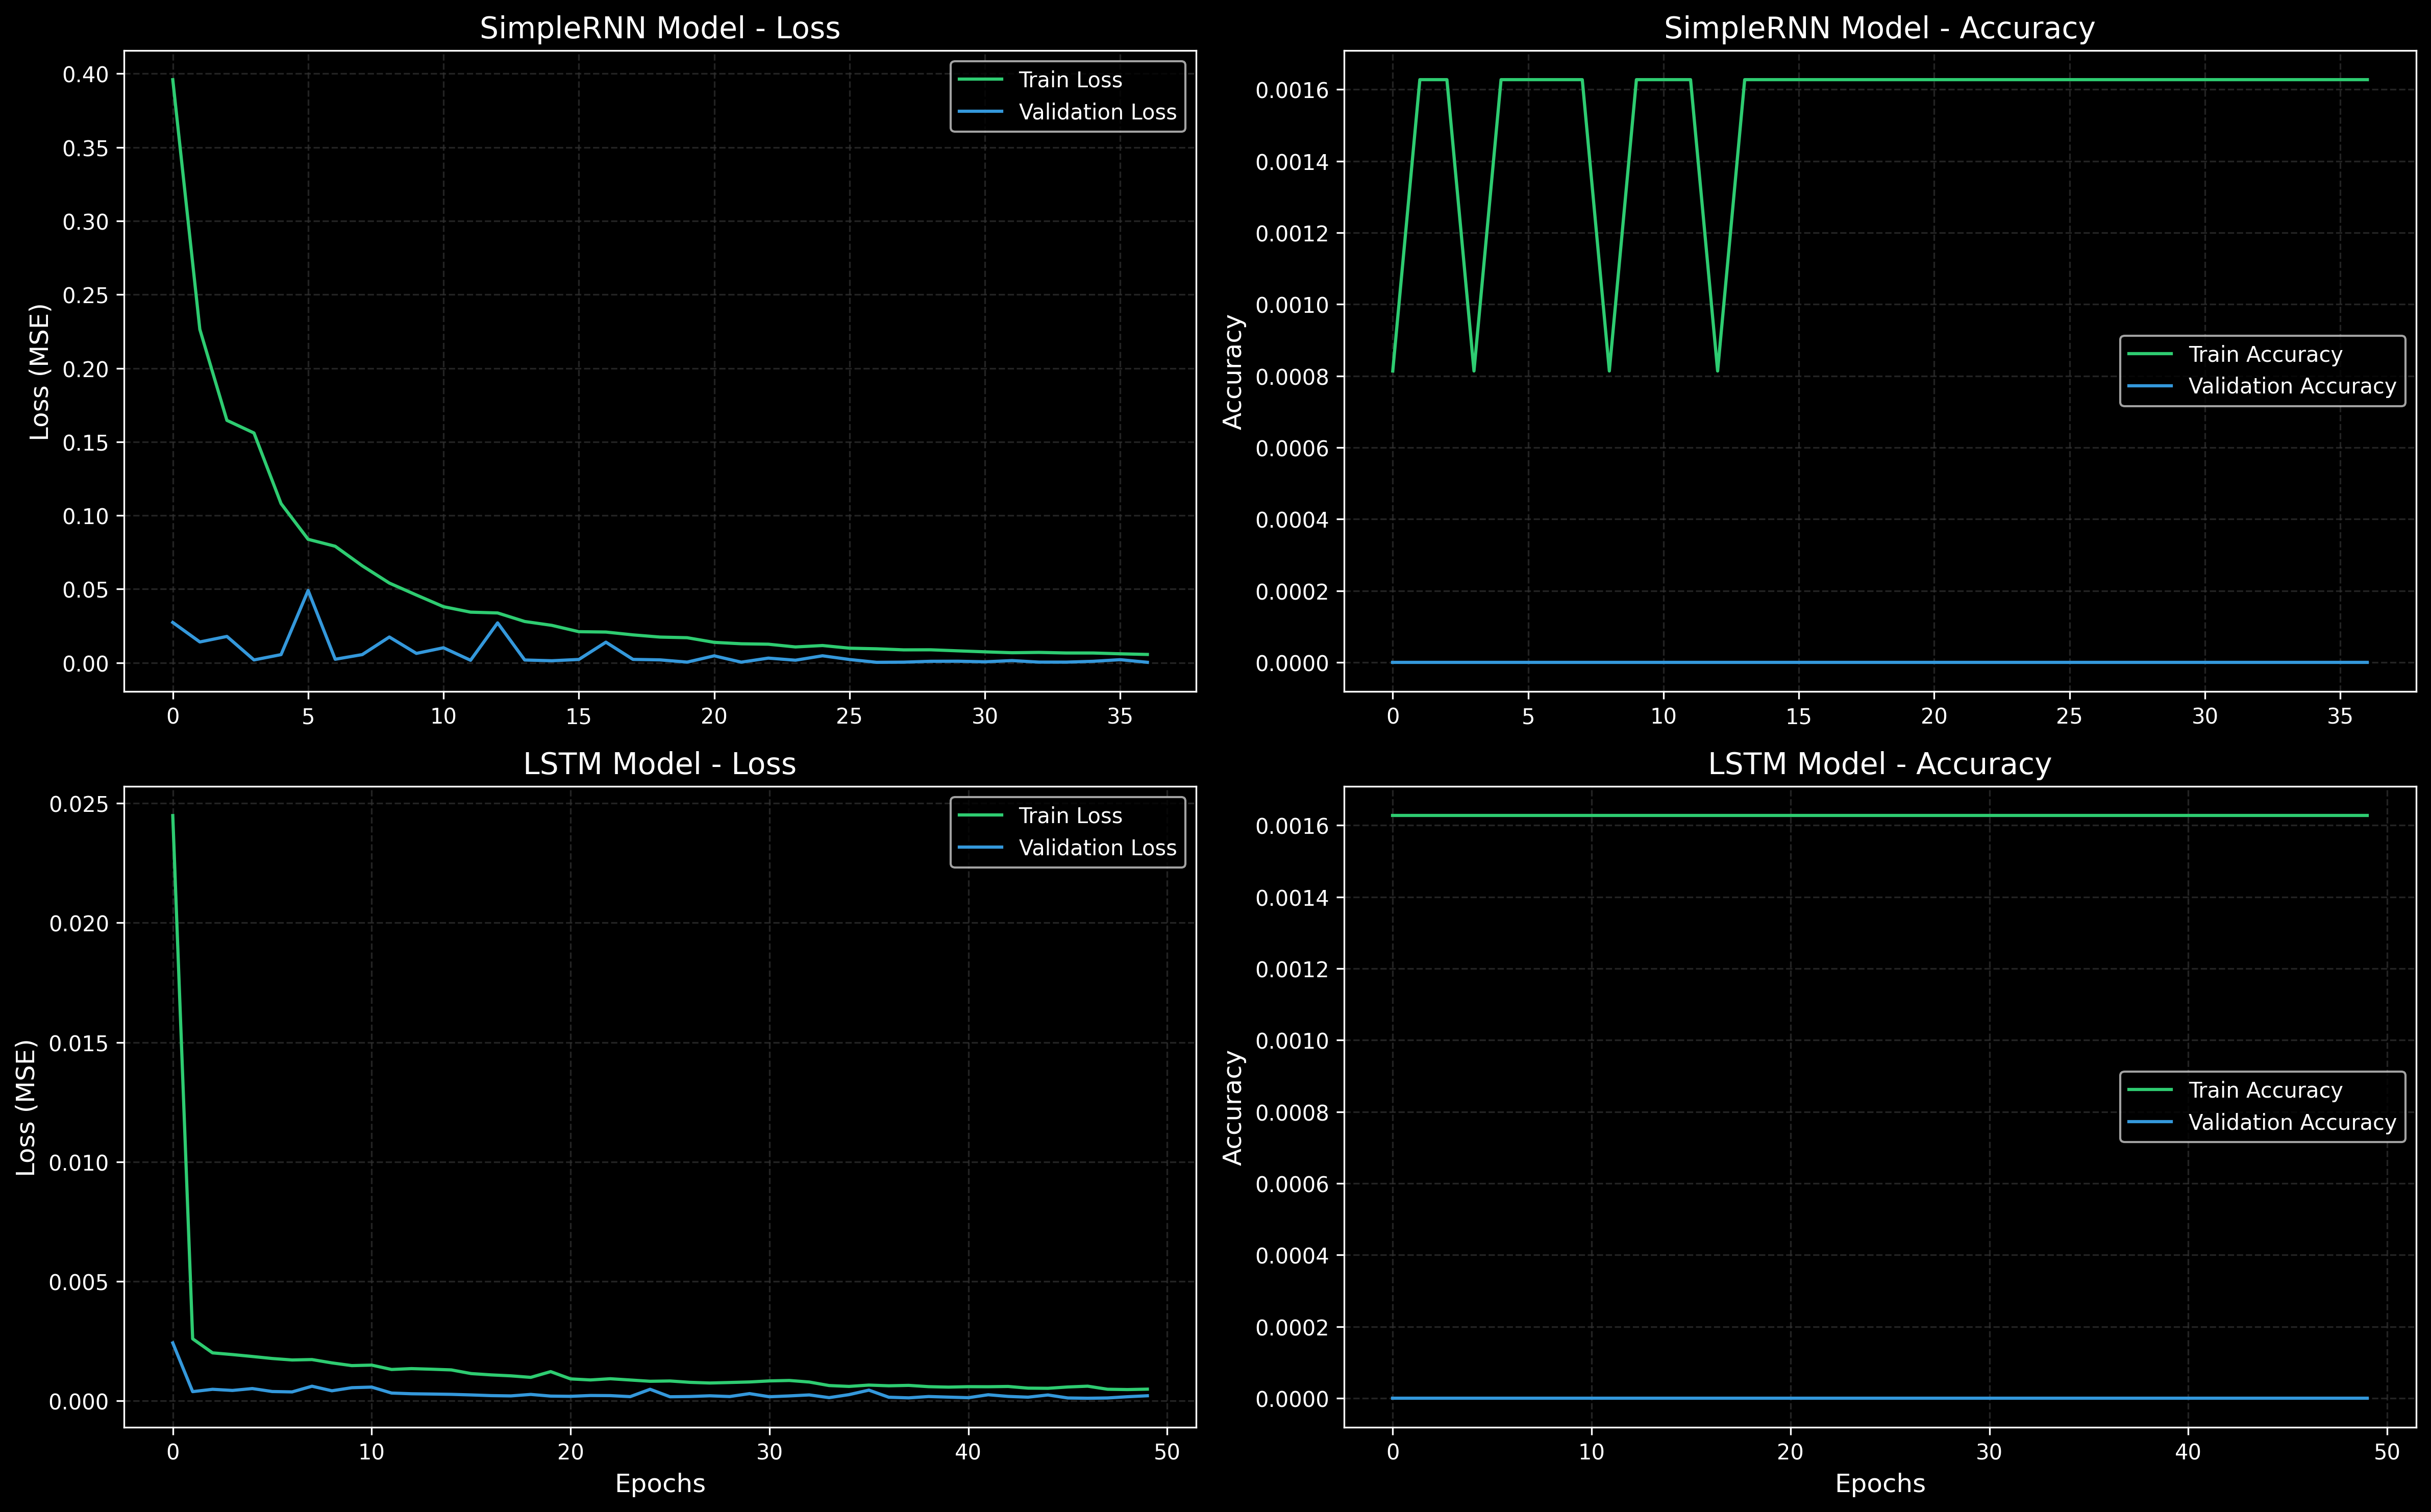 SimpleRNN Model - Loss
Loss (MSE)
0.40
0.35
0.30
0.25
0.20
0.15
0.10
0.05
0.00
Train Loss
Validation Loss
0 5 10 15 20 25 30 35
SimpleRNN Model - Accuracy
Accuracy
0.0016
0.0014
0.0012
0.0010
0.0008
0.0006
0.0004
0.0002
0.0000
Train Accuracy
Validation Accuracy
0 5 10 15 20 25 30 35
LSTM Model - Loss
Loss (MSE)
0.025
0.020
0.015
0.010
0.005
0.000
Train Loss
Validation Loss
0 10 20 30 40 50
Epochs
LSTM Model - Accuracy
Accuracy
0.0016
0.0014
0.0012
0.0010
0.0008
0.0006
0.0004
0.0002
0.0000
Train Accuracy
Validation Accuracy
0 10 20 30 40 50
Epochs